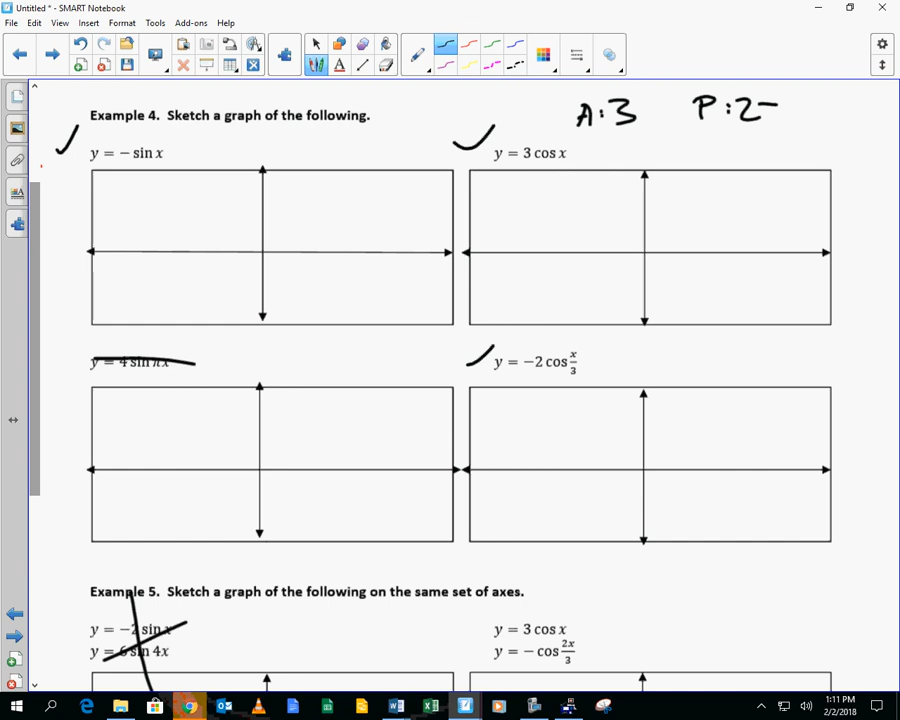 Untitled * - SMART Notebook
File Edit View Insert Format Tools Add-ons Help
Example 4. Sketch a graph of the following.
A:3 P:2
y = − sin x
y = 3 cos x
y = 4 sin πx
y = −2 cos x/3
Example 5. Sketch a graph of the following on the same set of axes.
y = −2 sin x
y = 3 cos x
y = 6 sin 4x
y = − cos 2x/3
1:11 PM
2/2/2018